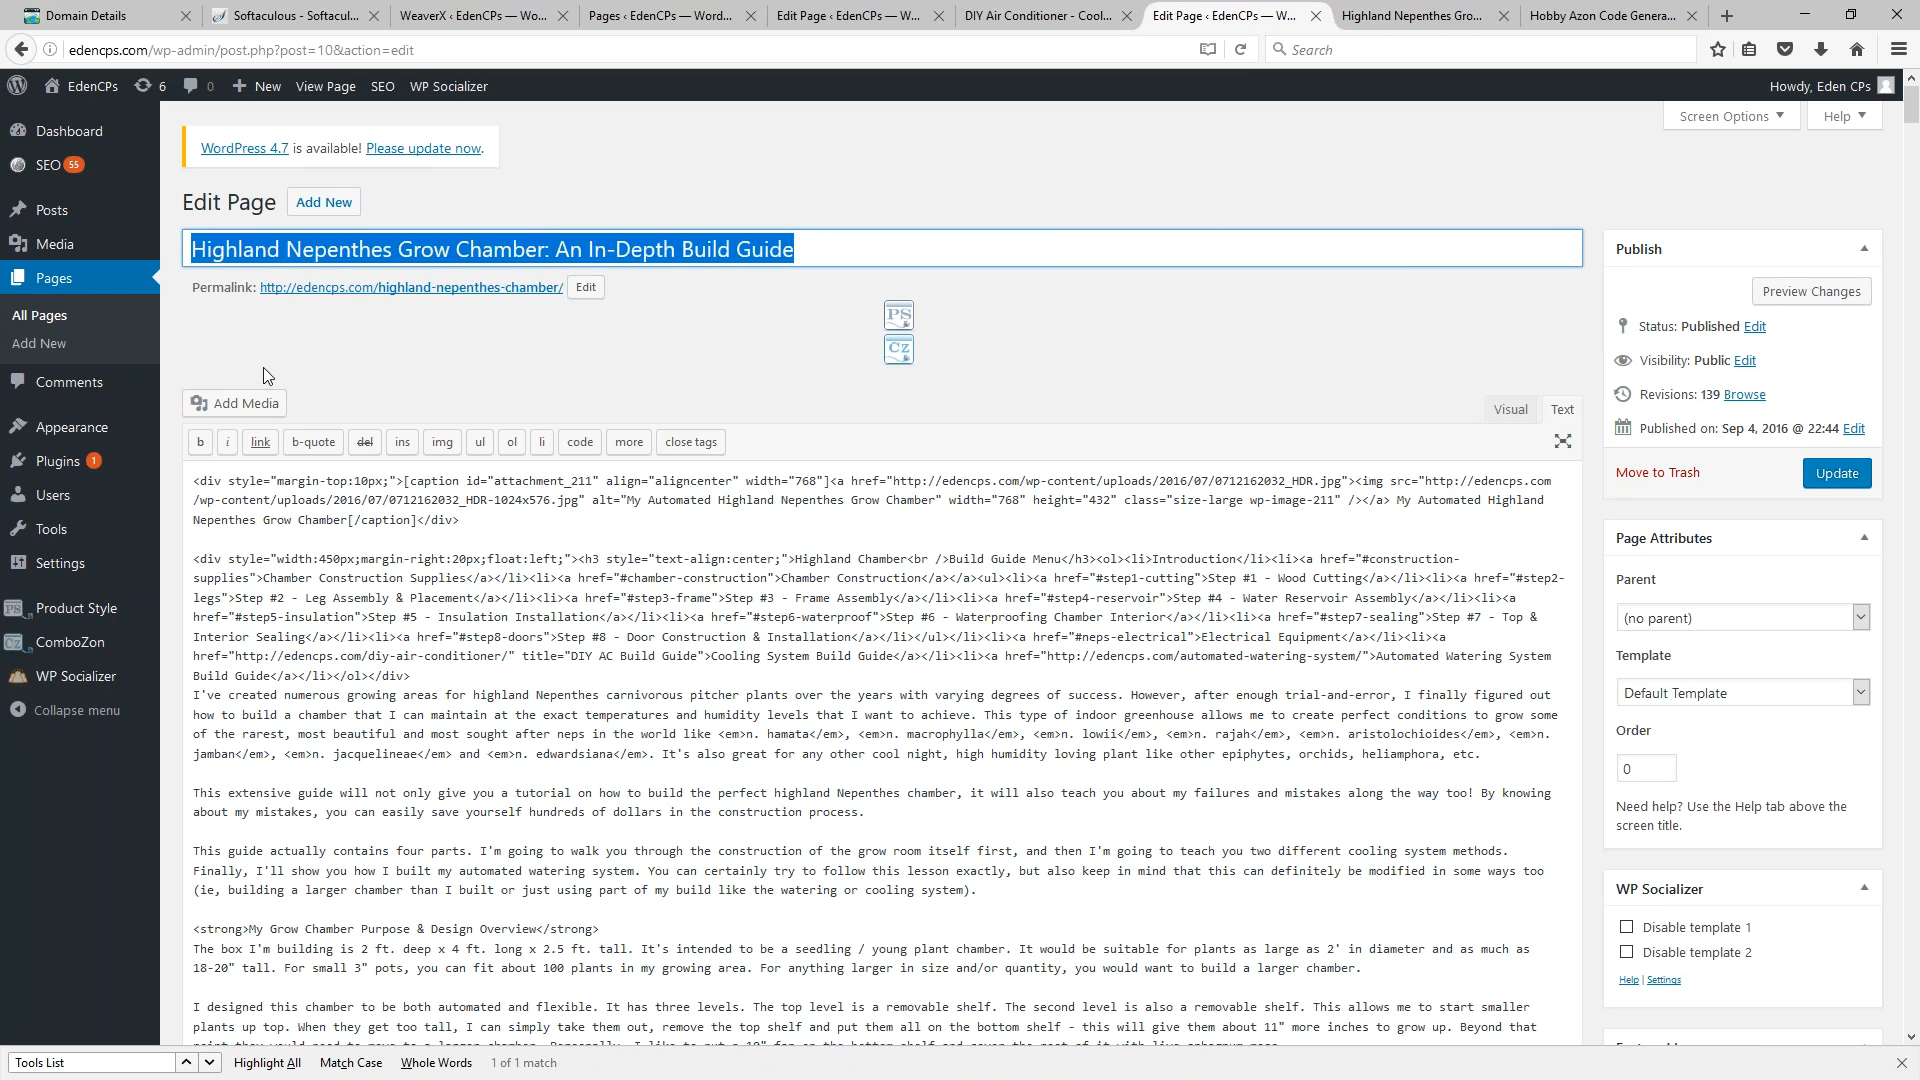 Domain Details
Softaculous - Softacul...
WeaverX ‹ EdenCPs — Wo...
Pages ‹ EdenCPs — Word...
Edit Page ‹ EdenCPs — W...
DIY Air Conditioner - Cool...
Edit Page ‹ EdenCPs — W...
Highland Nepenthes Gro...
Hobby Azon Code Genera...
edencps.com/wp-admin/post.php?post=10&action=edit
Search
EdenCPs 6 0 New View Page SEO WP Socializer
Howdy, Eden CPs
Screen Options
Help
Dashboard
SEO 55
Posts
Media
Pages
All Pages
Add New
Comments
Appearance
Plugins 1
Users
Tools
Settings
Product Style
ComboZon
WP Socializer
Collapse menu
WordPress 4.7 is available! Please update now.
Edit Page Add New
Highland Nepenthes Grow Chamber: An In-Depth Build Guide
Permalink: http://edencps.com/highland-nepenthes-chamber/ Edit
PS
Cz
Add Media
Visual Text
b i link b-quote del ins img ul ol li code more close tags
<div style="margin-top:10px;">[caption id="attachment_211" align="aligncenter" width="768"]<a href="http://edencps.com/wp-content/uploads/2016/07/0712162032_HDR.jpg"><img src="http://edencps.com
/wp-content/uploads/2016/07/0712162032_HDR-1024x576.jpg" alt="My Automated Highland Nepenthes Grow Chamber" width="768" height="432" class="size-large wp-image-211" /></a> My Automated Highland
Nepenthes Grow Chamber[/caption]</div>
<div style="width:450px;margin-right:20px;float:left;"><h3 style="text-align:center;">Highland Chamber<br />Build Guide Menu</h3><ol><li>Introduction</li><li><a href="#construction-
supplies">Chamber Construction Supplies</a></li><li><a href="#chamber-construction">Chamber Construction</a></a><ul><li><a href="#step1-cutting">Step #1 - Wood Cutting</a></li><li><a href="#step2-
legs">Step #2 - Leg Assembly & Placement</a></li><li><a href="#step3-frame">Step #3 - Frame Assembly</a></li><li><a href="#step4-reservoir">Step #4 - Water Reservoir Assembly</a></li><li><a
href="#step5-insulation">Step #5 - Insulation Installation</a></li><li><a href="#step6-waterproof">Step #6 - Waterproofing Chamber Interior</a></li><li><a href="#step7-sealing">Step #7 - Top &
Interior Sealing</a></li><li><a href="#step8-doors">Step #8 - Door Construction & Installation</a></li></ul></li><li><a href="#neps-electrical">Electrical Equipment</a></li><li><a
href="http://edencps.com/diy-air-conditioner/" title="DIY AC Build Guide">Cooling System Build Guide</a></li><li><a href="http://edencps.com/automated-watering-system/">Automated Watering System
Build Guide</a></li></ol></div>
I've created numerous growing areas for highland Nepenthes carnivorous pitcher plants over the years with varying degrees of success. However, after enough trial-and-error, I finally figured out
how to build a chamber that I can maintain at the exact temperatures and humidity levels that I want to achieve. This type of indoor greenhouse allows me to create perfect conditions to grow some
of the rarest, most beautiful and most sought after neps in the world like <em>n. hamata</em>, <em>n. macrophylla</em>, <em>n. lowii</em>, <em>n. rajah</em>, <em>n. aristolochioides</em>, <em>n.
jamban</em>, <em>n. jacquelineae</em> and <em>n. edwardsiana</em>. It's also great for any other cool night, high humidity loving plant like other epiphytes, orchids, heliamphora, etc.
This extensive guide will not only give you a tutorial on how to build the perfect highland Nepenthes chamber, it will also teach you about my failures and mistakes along the way too! By knowing
about my mistakes, you can easily save yourself hundreds of dollars in the construction process.
This guide actually contains four parts. I'm going to walk you through the construction of the grow room itself first, and then I'm going to teach you two different cooling system methods.
Finally, I'll show you how I built my automated watering system. You can certainly try to follow this lesson exactly, but also keep in mind that this can definitely be modified in some ways too
(ie, building a larger chamber than I built or just using part of my build like the watering or cooling system).
<strong>My Grow Chamber Purpose & Design Overview</strong>
The box I'm building is 2 ft. deep x 4 ft. long x 2.5 ft. tall. It's intended to be a seedling / young plant chamber. It would be suitable for plants as large as 2' in diameter and as much as
18-20" tall. For small 3" pots, you can fit about 100 plants in my growing area. For anything larger in size and/or quantity, you would want to build a larger chamber.
I designed this chamber to be both automated and flexible. It has three levels. The top level is a removable shelf. The second level is also a removable shelf. This allows me to start smaller
plants up top. When they get too tall, I can simply take them out, remove the top shelf and put them all on the bottom shelf - this will give them about 11" more inches to grow up. Beyond that
Publish
Preview Changes
Status: Published Edit
Visibility: Public Edit
Revisions: 139 Browse
Published on: Sep 4, 2016 @ 22:44 Edit
Move to Trash
Update
Page Attributes
Parent
(no parent)
Template
Default Template
Order
0
Need help? Use the Help tab above the
screen title.
WP Socializer
Disable template 1
Disable template 2
Help | Settings
Tools List
Highlight All Match Case Whole Words 1 of 1 match